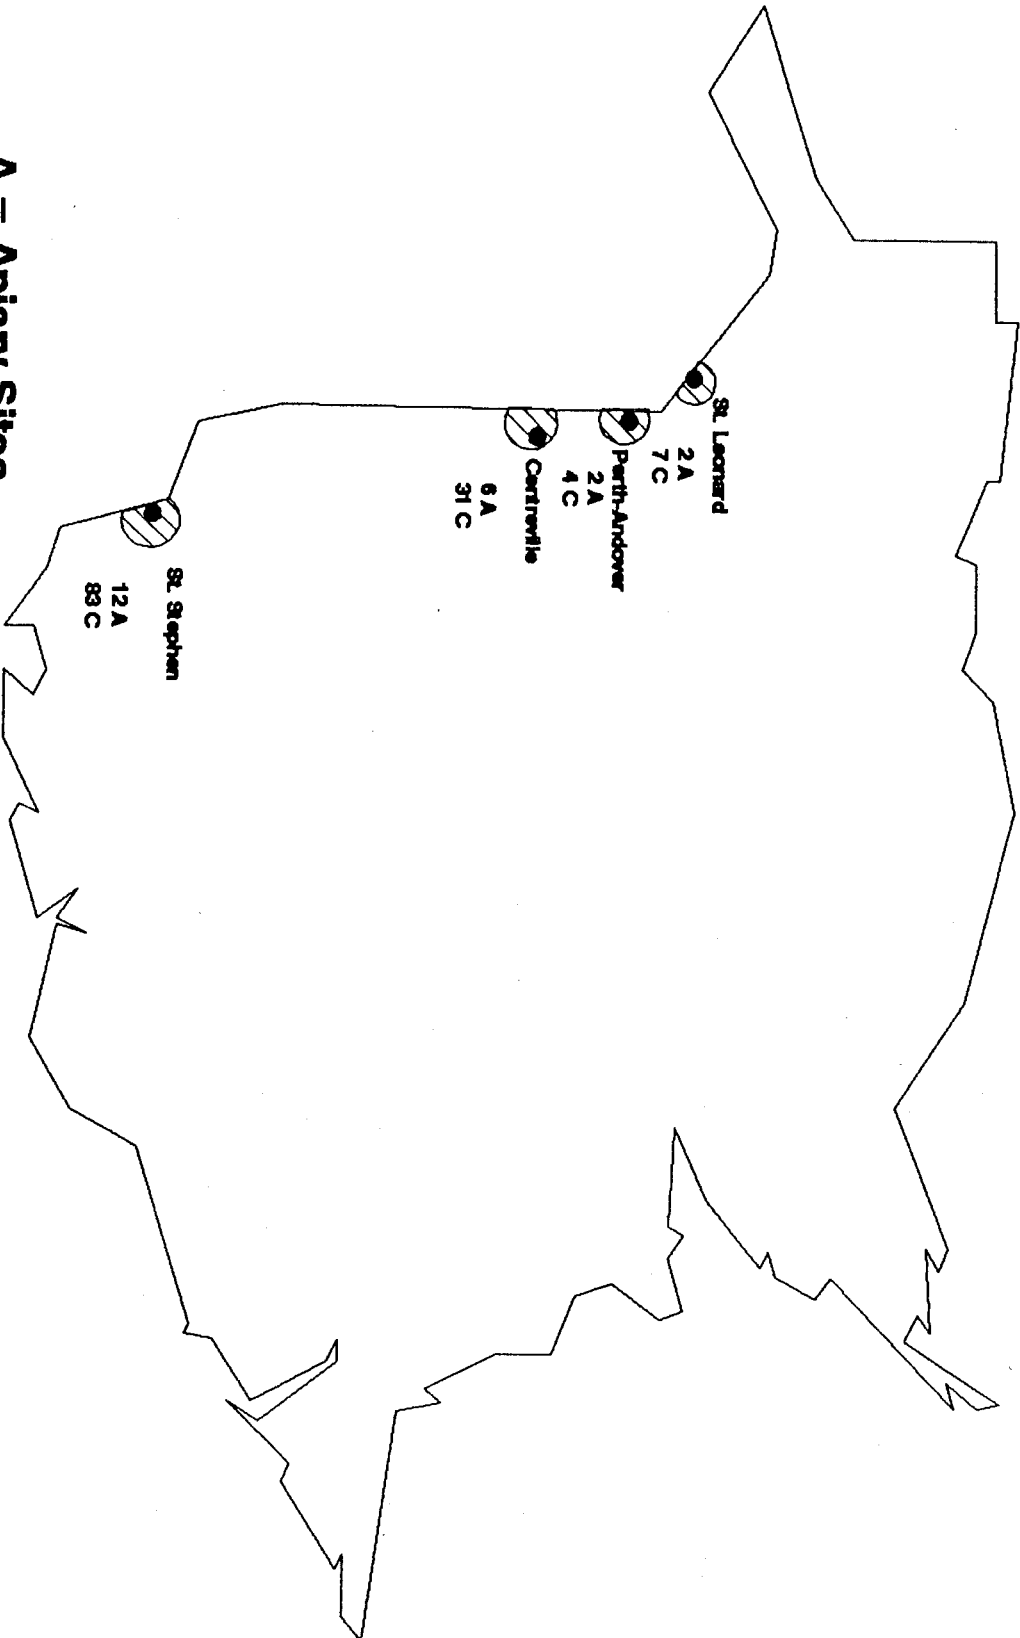 St. Leonard
2 A
7 C
Perth-Andover
2 A
4 C
Centreville
6 A
31 C
St. Stephen
12 A
83 C
A = Apiary Sites